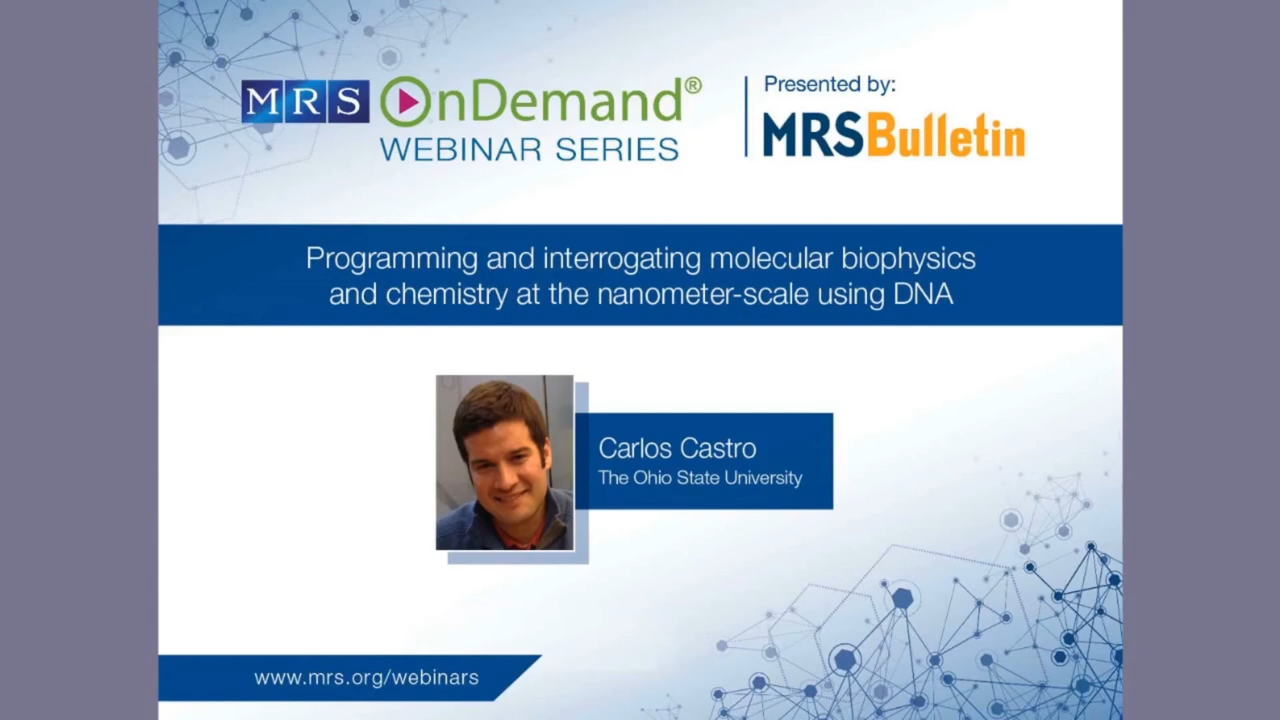 MRS OnDemand®
WEBINAR SERIES
Presented by:
MRS Bulletin
Programming and interrogating molecular biophysics
and chemistry at the nanometer-scale using DNA
Carlos Castro
The Ohio State University
www.mrs.org/webinars